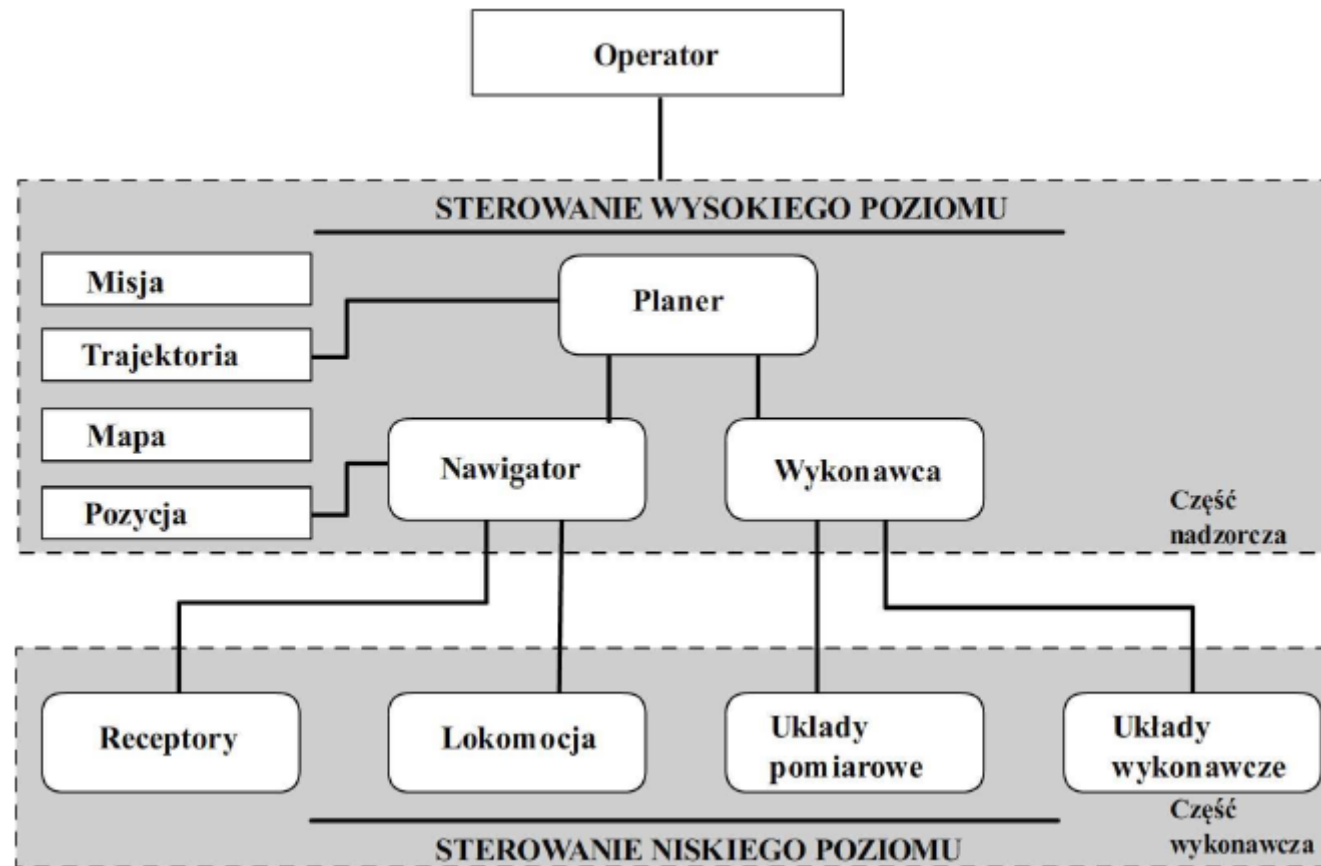 Operator
STEROWANIE WYSOKIEGO POZIOMU
Misja
Planer
Trajektoria
Mapa
Nawigator
Wykonawca
Pozycja
Część
nadzorcza
Receptory
Lokomocja
Układy
pomiarowe
Układy
wykonawcze
Część
wykonawcza
STEROWANIE NISKIEGO POZIOMU